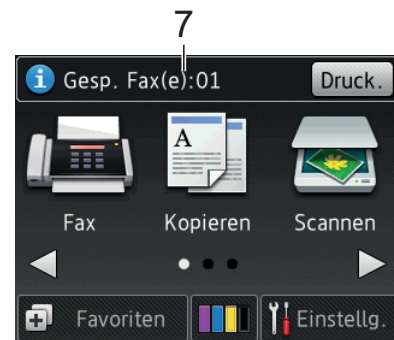 7
Gesp. Fax(e):01 Druck.
A
Fax Kopieren Scannen
Favoriten Einstellg.